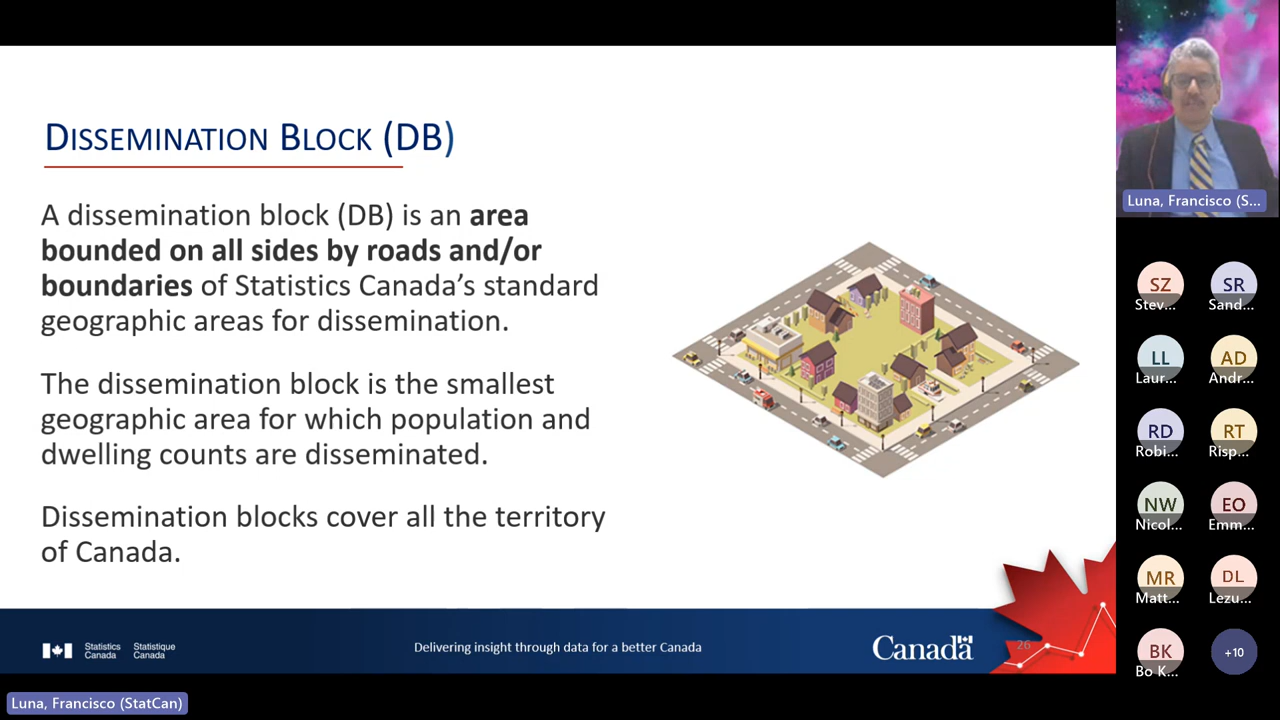 DISSEMINATION BLOCK (DB)
A dissemination block (DB) is an area
bounded on all sides by roads and/or
boundaries of Statistics Canada's standard
geographic areas for dissemination.
The dissemination block is the smallest
geographic area for which population and
dwelling counts are disseminated.
Dissemination blocks cover all the territory
of Canada.
Statistics Canada
Statistique Canada
Delivering insight through data for a better Canada
Canada
26
Luna, Francisco (StatCan)
Luna, Francisco (S...
SZ
Stev...
SR
Sand...
LL
Laur...
AD
Andr...
RD
Robi...
RT
Risp...
NW
Nicol...
EO
Emm...
MR
Matt...
DL
Lezu...
BK
Bo K...
+10